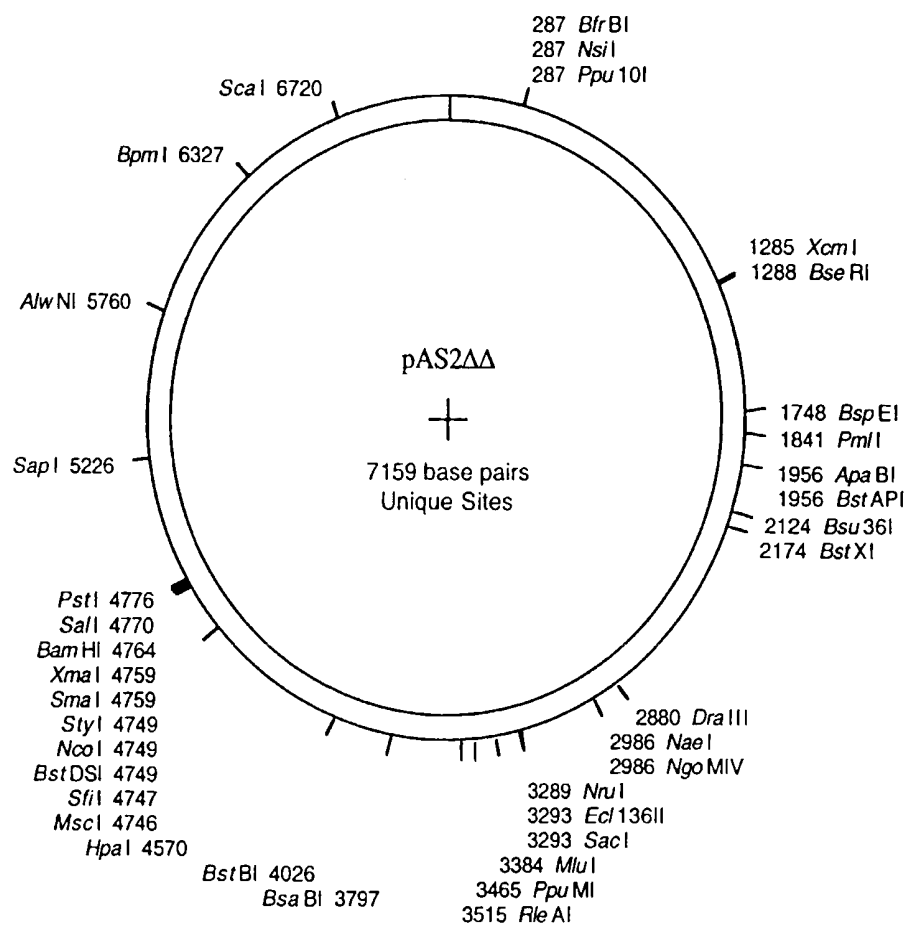 287 BfrBI
287 NsiI
287 Ppu10I
ScaI 6720
BpmI 6327
1285 XcmI
1288 BseRI
AlwNI 5760
pAS2ΔΔ
1748 BspEI
1841 PmlI
SapI 5226
7159 base pairs
Unique Sites
1956 ApaBI
1956 BstAPI
2124 Bsu36I
2174 BstXI
PstI 4776
SalI 4770
BamHI 4764
XmaI 4759
SmaI 4759
StyI 4749
NcoI 4749
BstDSI 4749
SfiI 4747
MscI 4746
HpaI 4570
BstBI 4026
BsaBI 3797
2880 DraIII
2986 NaeI
2986 NgoMIV
3289 NruI
3293 Ecl136II
3293 SacI
3384 MluI
3465 PpuMI
3515 RleAI